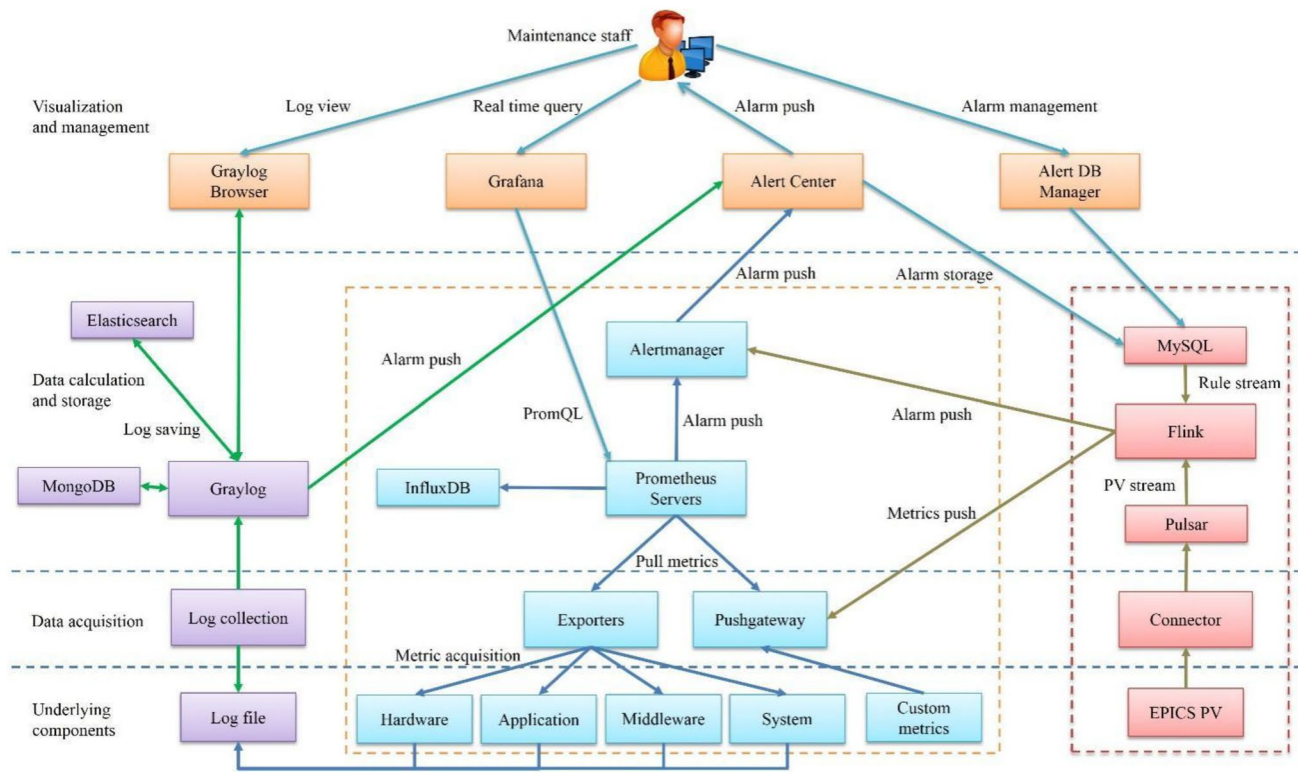 Maintenance staff
Visualization
and management
Log view
Real time query
Alarm push
Alarm management
Graylog
Browser
Grafana
Alert Center
Alert DB
Manager
Alarm push
Alarm storage
Elasticsearch
Alertmanager
MySQL
Alarm push
Data calculation
and storage
Rule stream
PromQL
Alarm push
Alarm push
Flink
Log saving
MongoDB
Graylog
InfluxDB
Prometheus
Servers
PV stream
Metrics push
Pulsar
Pull metrics
Data acquisition
Log collection
Exporters
Pushgateway
Connector
Metric acquisition
Underlying
components
Log file
Hardware
Application
Middleware
System
Custom
metrics
EPICS PV